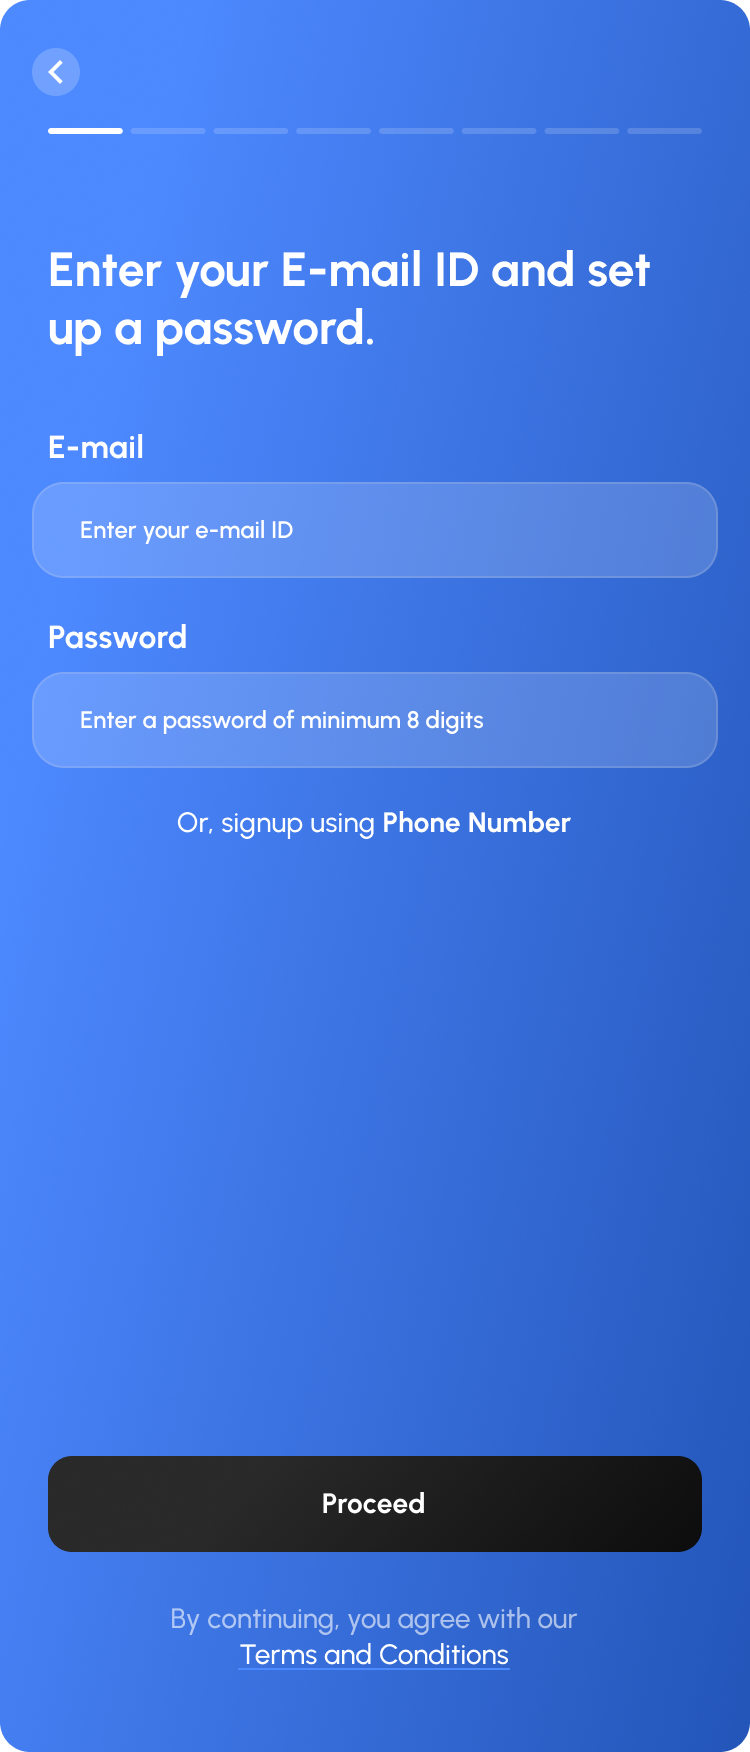 Enter your E-mail ID and set
up a password.
E-mail
Enter your e-mail ID
Password
Enter a password of minimum 8 digits
Or, signup using Phone Number
Proceed
By continuing, you agree with our
Terms and Conditions